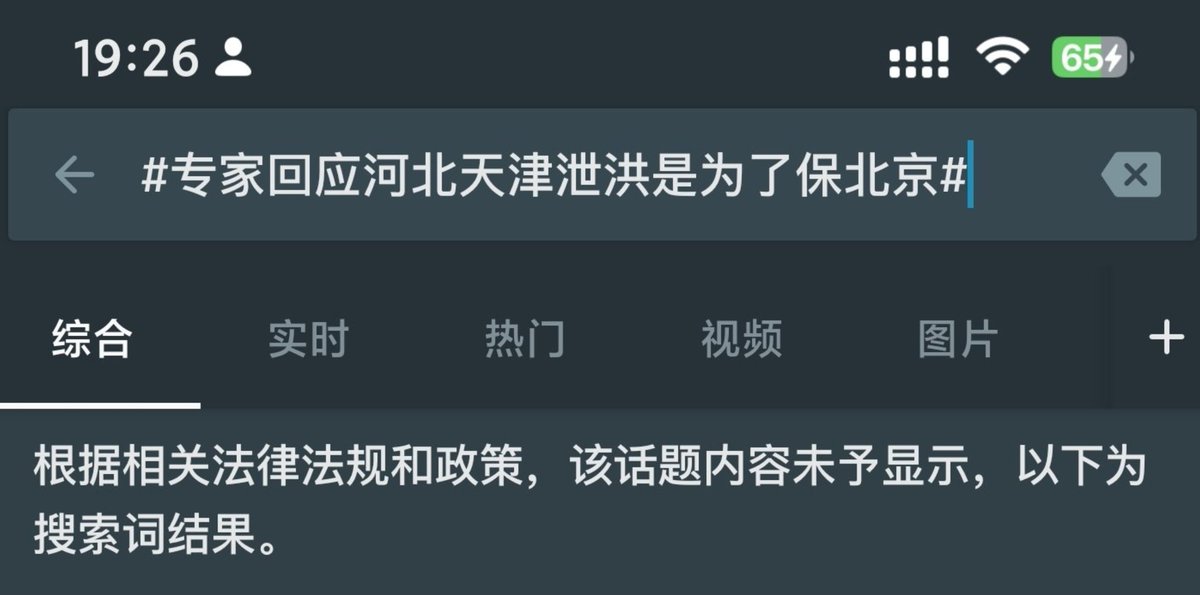 19:26 65
#专家回应河北天津泄洪是为了保北京#
综合 实时 热门 视频 图片 +
根据相关法律法规和政策，该话题内容未予显示，以下为
搜索词结果。